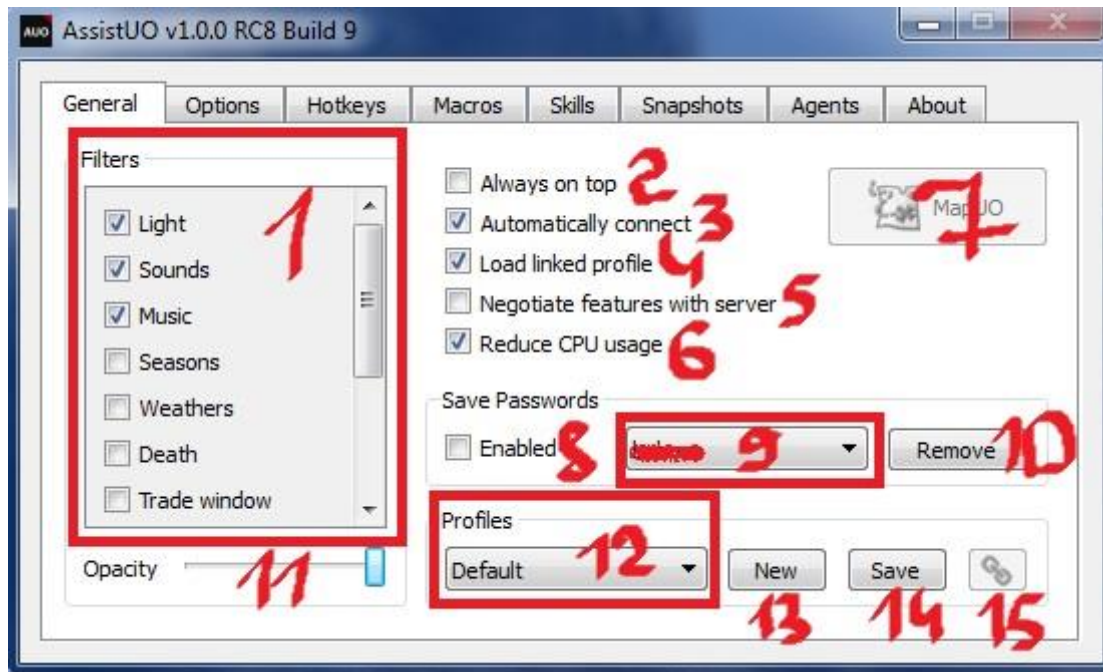 AUO AssistUO v1.0.0 RC8 Build 9
General Options Hotkeys Macros Skills Snapshots Agents About
Filters
1
Light
Sounds
Music
Seasons
Weathers
Death
Trade window
Opacity 11
Always on top 2
Automatically connect 3
Load linked profile 4
Negotiate features with server 5
Reduce CPU usage 6
MapUO 7
Save Passwords
Enabled 8 9 Remove 10
Profiles
Default 12 New 13 Save 14 15